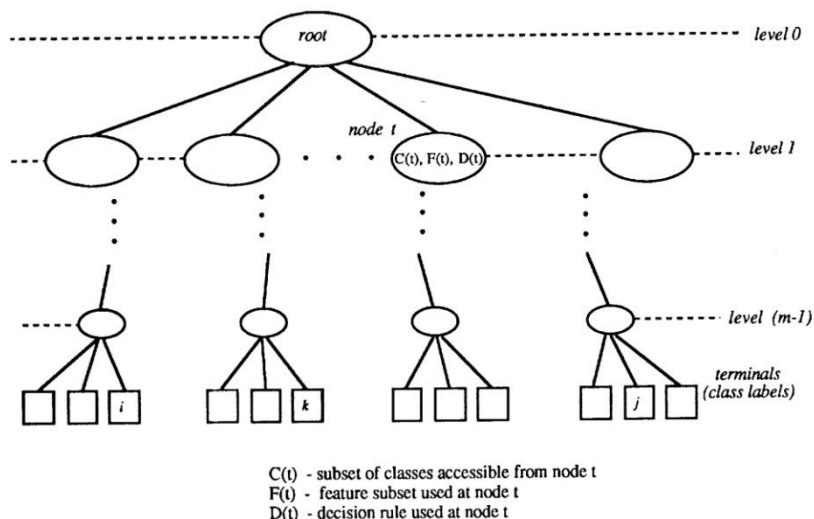 root
level 0
node t
C(t), F(t), D(t)
level 1
level (m-1)
terminals
(class labels)
i
k
j
C(t) - subset of classes accessible from node t
F(t) - feature subset used at node t
D(t) - decision rule used at node t